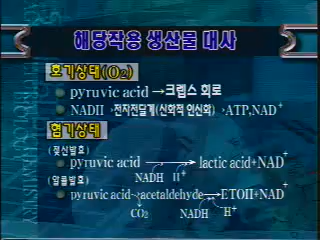 해당작용 생산물 대사
호기상태(O₂)
pyruvic acid → 크렙스 회로
NADH → 전자전달계(산화적 인산화) → ATP,NAD⁺
혐기상태
(젖산발효)
pyruvic acid → lactic acid+NAD⁺
NADH H⁺
(알콜발효)
pyruvic acid → acetaldehyde → ETOH+NAD⁺
CO₂ NADH H⁺